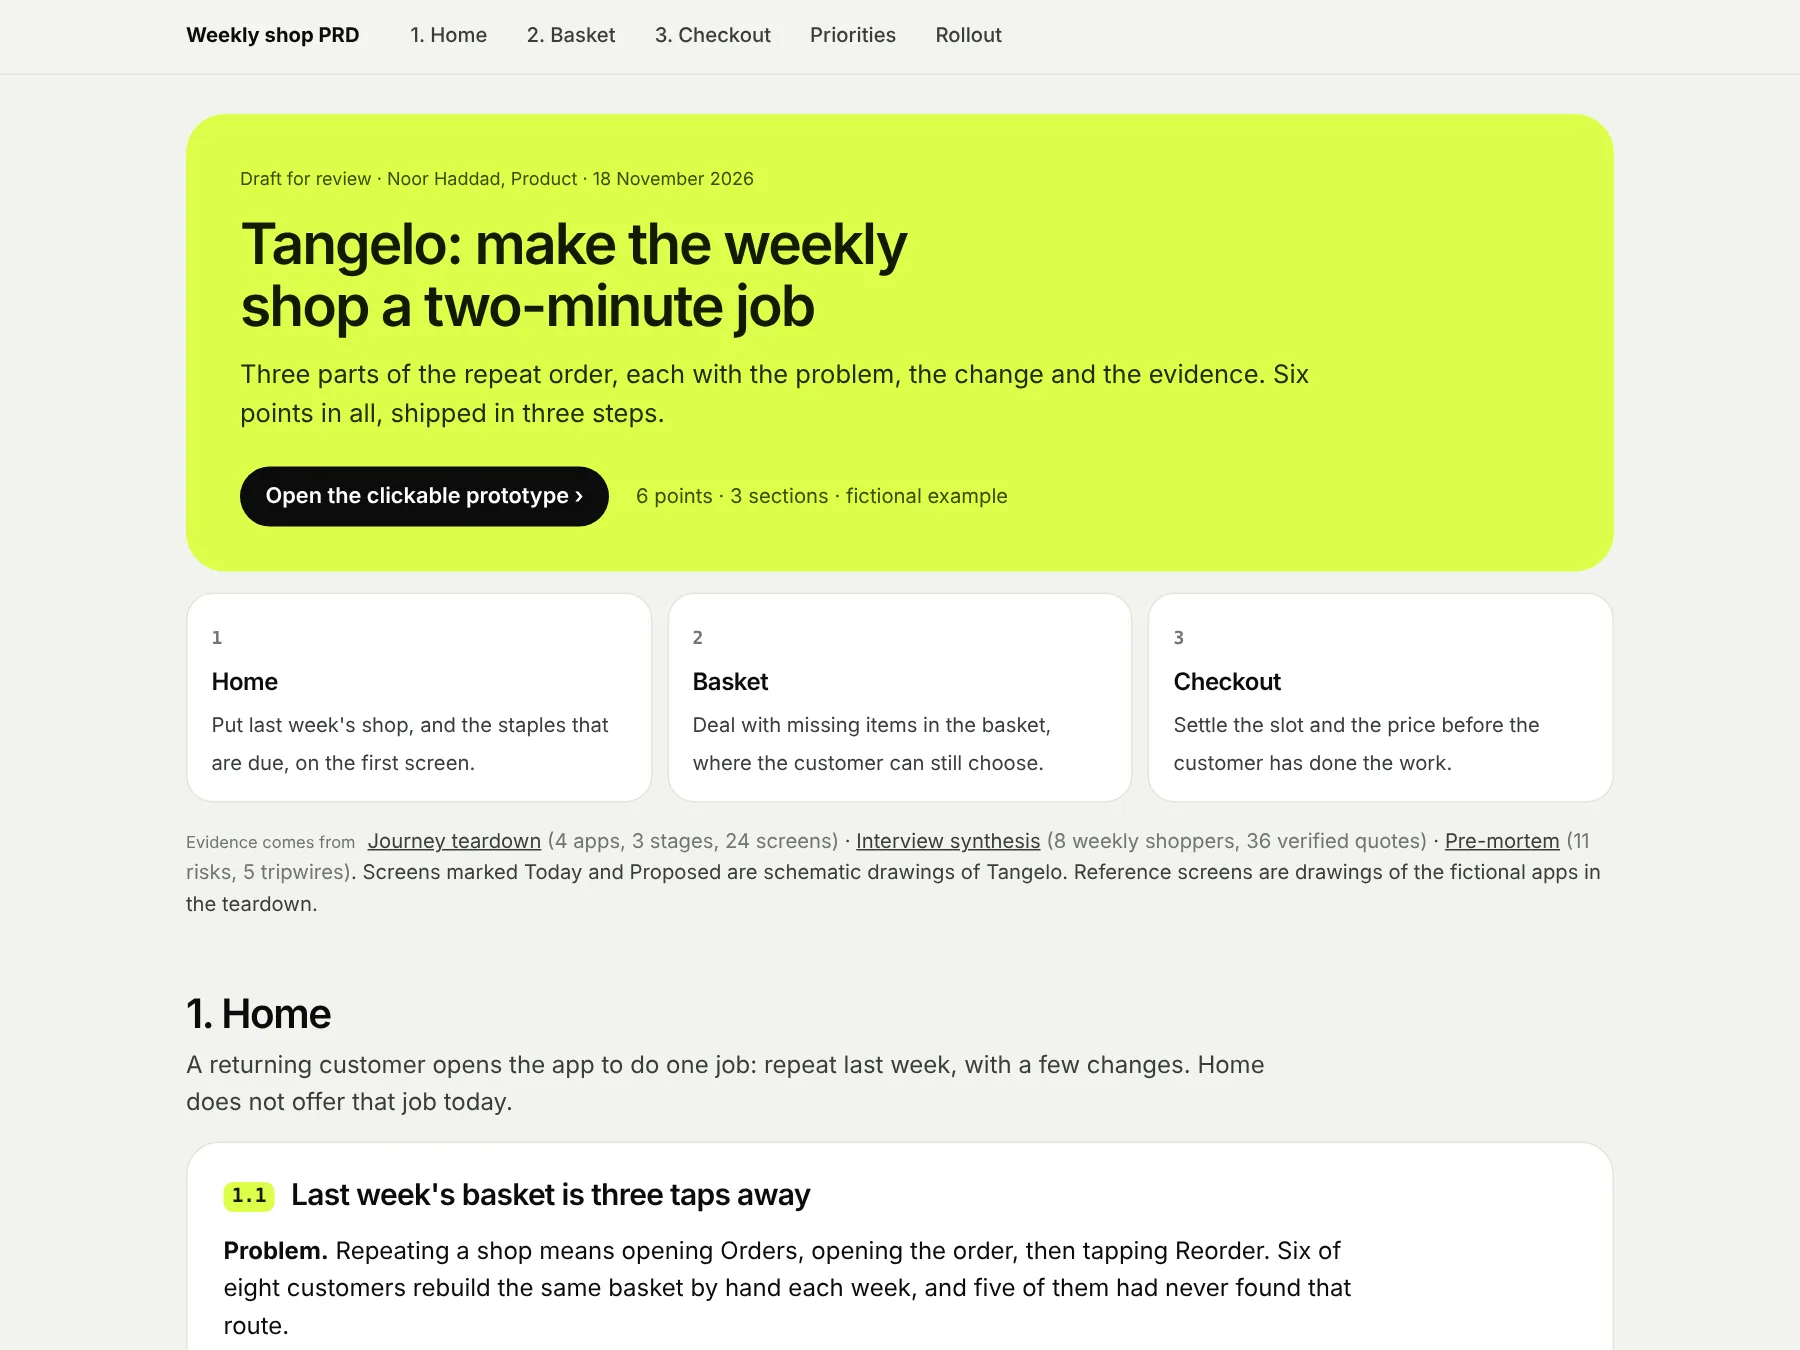 Weekly shop PRD
1. Home
2. Basket
3. Checkout
Priorities
Rollout
Draft for review · Noor Haddad, Product · 18 November 2026
Tangelo: make the weekly
shop a two-minute job
Three parts of the repeat order, each with the problem, the change and the evidence. Six
points in all, shipped in three steps.
Open the clickable prototype ›
6 points · 3 sections · fictional example
1
Home
Put last week's shop, and the staples that
are due, on the first screen.
2
Basket
Deal with missing items in the basket,
where the customer can still choose.
3
Checkout
Settle the slot and the price before the
customer has done the work.
Evidence comes from Journey teardown (4 apps, 3 stages, 24 screens) · Interview synthesis (8 weekly shoppers, 36 verified quotes) · Pre-mortem (11
risks, 5 tripwires). Screens marked Today and Proposed are schematic drawings of Tangelo. Reference screens are drawings of the fictional apps in
the teardown.
1. Home
A returning customer opens the app to do one job: repeat last week, with a few changes. Home
does not offer that job today.
1.1 Last week's basket is three taps away
Problem. Repeating a shop means opening Orders, opening the order, then tapping Reorder. Six of
eight customers rebuild the same basket by hand each week, and five of them had never found that
route.